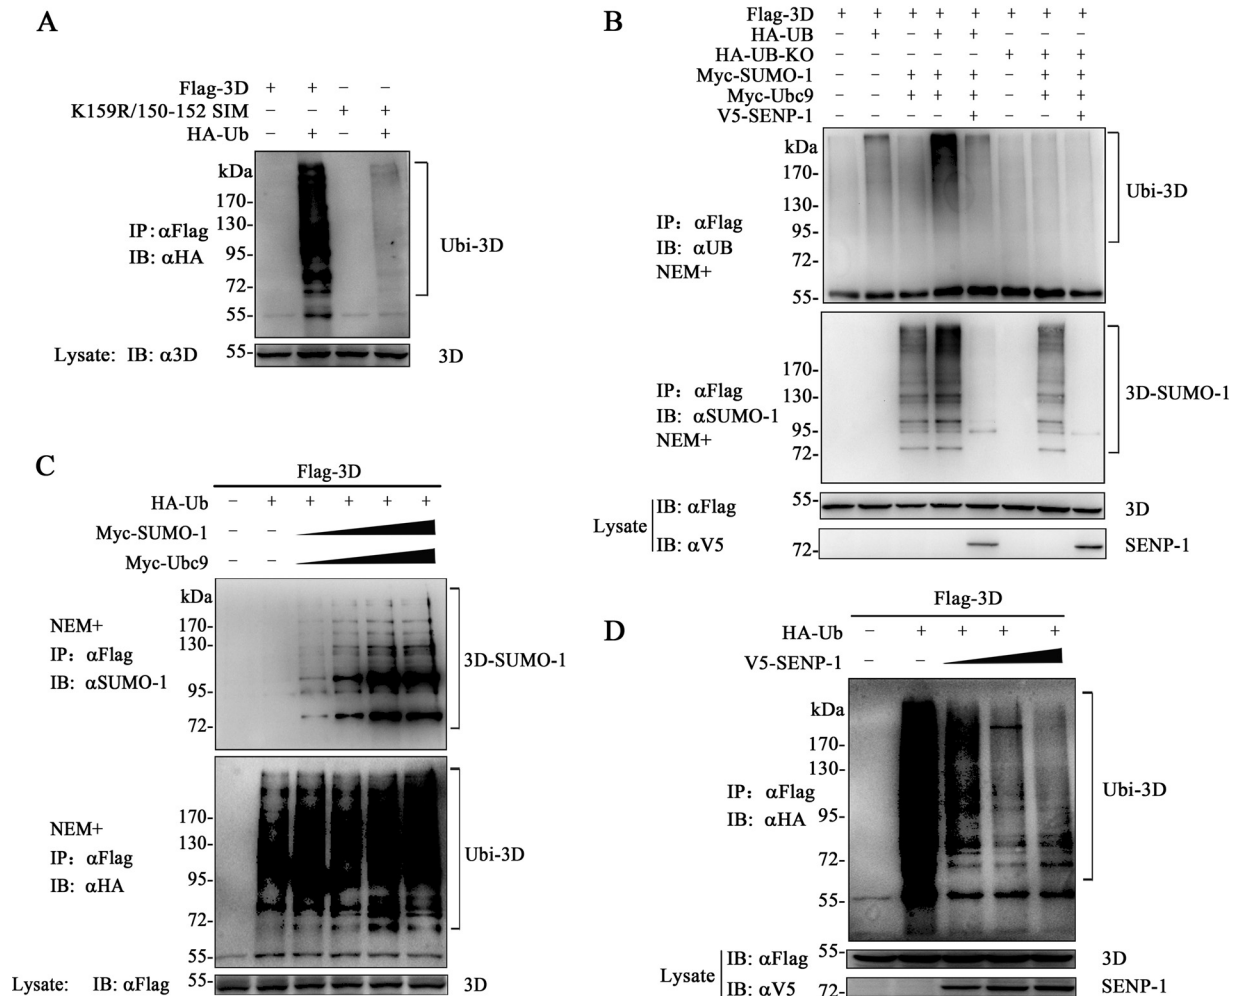 A
Flag-3D + + – –
K159R/150-152 SIM – – + +
HA-Ub – + – +
kDa
170-
130-
95-
72-
55-
IP: αFlag
IB: αHA
Ubi-3D
Lysate: IB: α3D 55- 3D
B
Flag-3D + + + + + + + +
HA-UB – + – + + – – –
HA-UB-KO – – – – – + + +
Myc-SUMO-1 – – + + + – + +
Myc-Ubc9 – – + + + – + +
V5-SENP-1 – – – – + – – +
kDa
170-
130-
95-
72-
55-
IP: αFlag
IB: αUB
NEM+
Ubi-3D
170-
130-
95-
72-
IP: αFlag
IB: αSUMO-1
NEM+
3D-SUMO-1
Lysate
IB: αFlag 55- 3D
IB: αV5 72- SENP-1
C
Flag-3D
HA-Ub – + + + + +
Myc-SUMO-1 – –
Myc-Ubc9 – –
kDa
170-
130-
95-
72-
NEM+
IP: αFlag
IB: αSUMO-1
3D-SUMO-1
170-
130-
95-
72-
55-
NEM+
IP: αFlag
IB: αHA
Ubi-3D
Lysate: IB: αFlag 55- 3D
D
Flag-3D
HA-Ub – + + + +
V5-SENP-1 – –
kDa
170-
130-
95-
72-
55-
IP: αFlag
IB: αHA
Ubi-3D
Lysate
IB: αFlag 55- 3D
IB: αV5 72- SENP-1